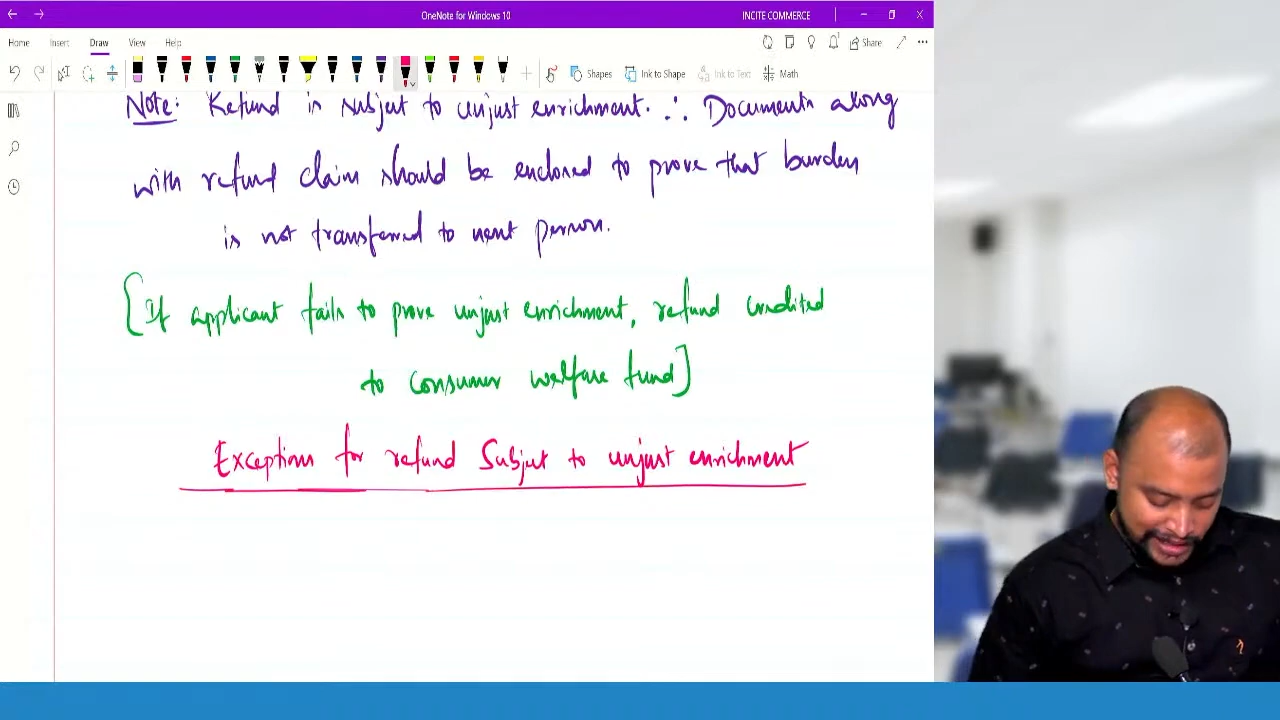 OneNote for Windows 10
INCITE COMMERCE
Home Insert Draw View Help
Share
Shapes Ink to Shape Ink to Text Math
Note: Refund is subject to unjust enrichment. ∴ Documents along
with refund claim should be enclosed to prove that burden
is not transferred to next person.
[If applicant fails to prove unjust enrichment, refund credited
to consumer welfare fund]
Exceptions for refund Subject to unjust enrichment